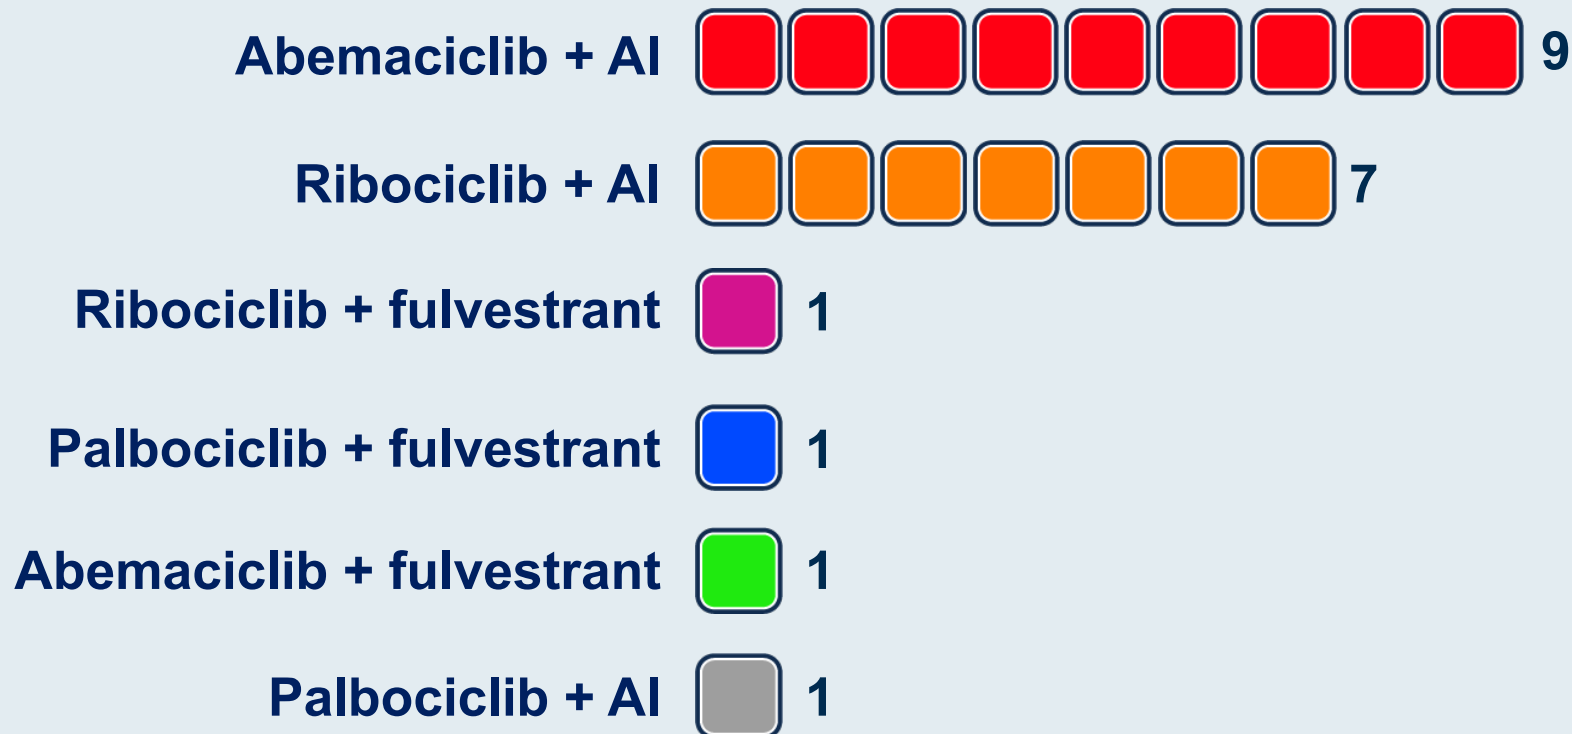 Abemaciclib + AI 9
Ribociclib + AI 7
Ribociclib + fulvestrant 1
Palbociclib + fulvestrant 1
Abemaciclib + fulvestrant 1
Palbociclib + AI 1